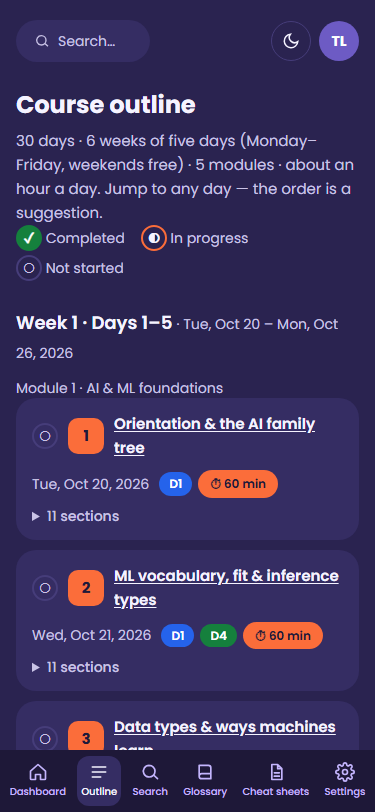 Search...
TL
Course outline
30 days · 6 weeks of five days (Monday–
Friday, weekends free) · 5 modules · about an
hour a day. Jump to any day — the order is a
suggestion.
Completed In progress
Not started
Week 1 · Days 1–5 · Tue, Oct 20 – Mon, Oct
26, 2026
Module 1 · AI & ML foundations
1 Orientation & the AI family
tree
Tue, Oct 20, 2026 D1 ⏱ 60 min
▶ 11 sections
2 ML vocabulary, fit & inference
types
Wed, Oct 21, 2026 D1 D4 ⏱ 60 min
▶ 11 sections
3 Data types & ways machines
learn
Dashboard Outline Search Glossary Cheat sheets Settings